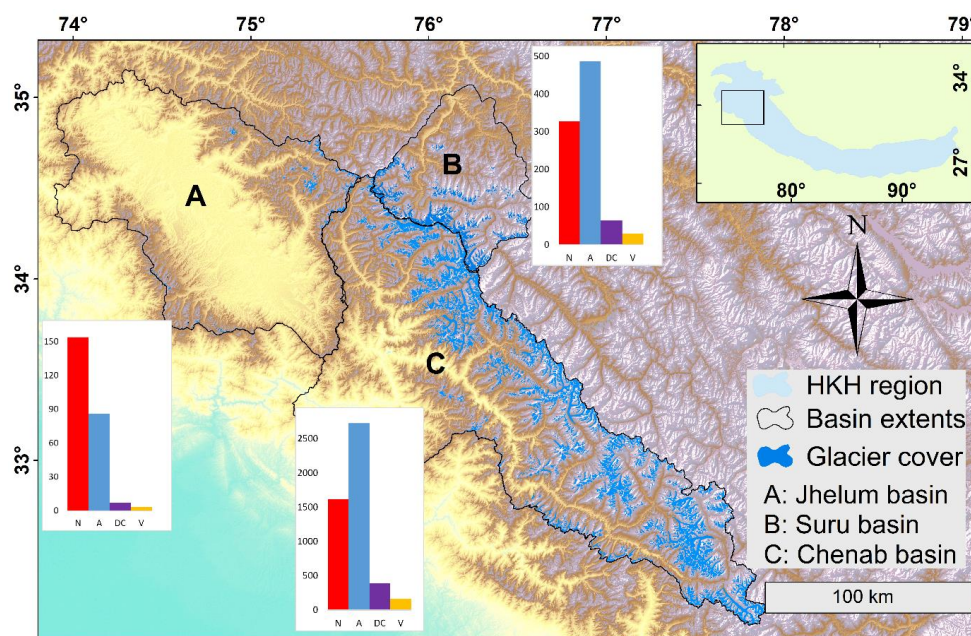 74° 75° 76° 77° 78° 79°
35°
34°
33°
A
B
C
500
400
300
200
100
0
N A DC V
150
120
90
60
30
0
N A DC V
2500
2000
1500
1000
500
0
N A DC V
34°
27°
80° 90°
N
HKH region
Basin extents
Glacier cover
A: Jhelum basin
B: Suru basin
C: Chenab basin
100 km